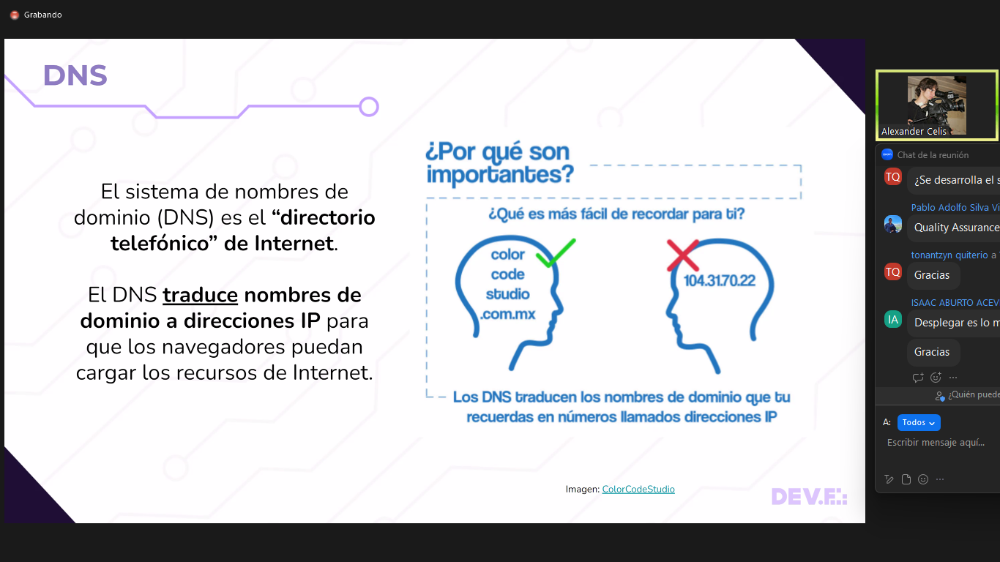 Grabando
DNS
El sistema de nombres de
dominio (DNS) es el “directorio
telefónico” de Internet.
El DNS traduce nombres de
dominio a direcciones IP para
que los navegadores puedan
cargar los recursos de Internet.
¿Por qué son
importantes?
¿Qué es más fácil de recordar para ti?
color
code
studio
.com.mx
104.31.70.22
Los DNS traducen los nombres de dominio que tu
recuerdas en números llamados direcciones IP
Imagen: ColorCodeStudio
DEV.F
Alexander Celis
zoom
Chat de la reunión
TQ
¿Se desarrolla el s
Pablo Adolfo Silva Vi
Quality Assurance
tonantzyn quiterio a
TQ
Gracias
ISAAC ABURTO ACEV
IA
Desplegar es lo m
Gracias
¿Quién puede
A: Todos
Escribir mensaje aquí...